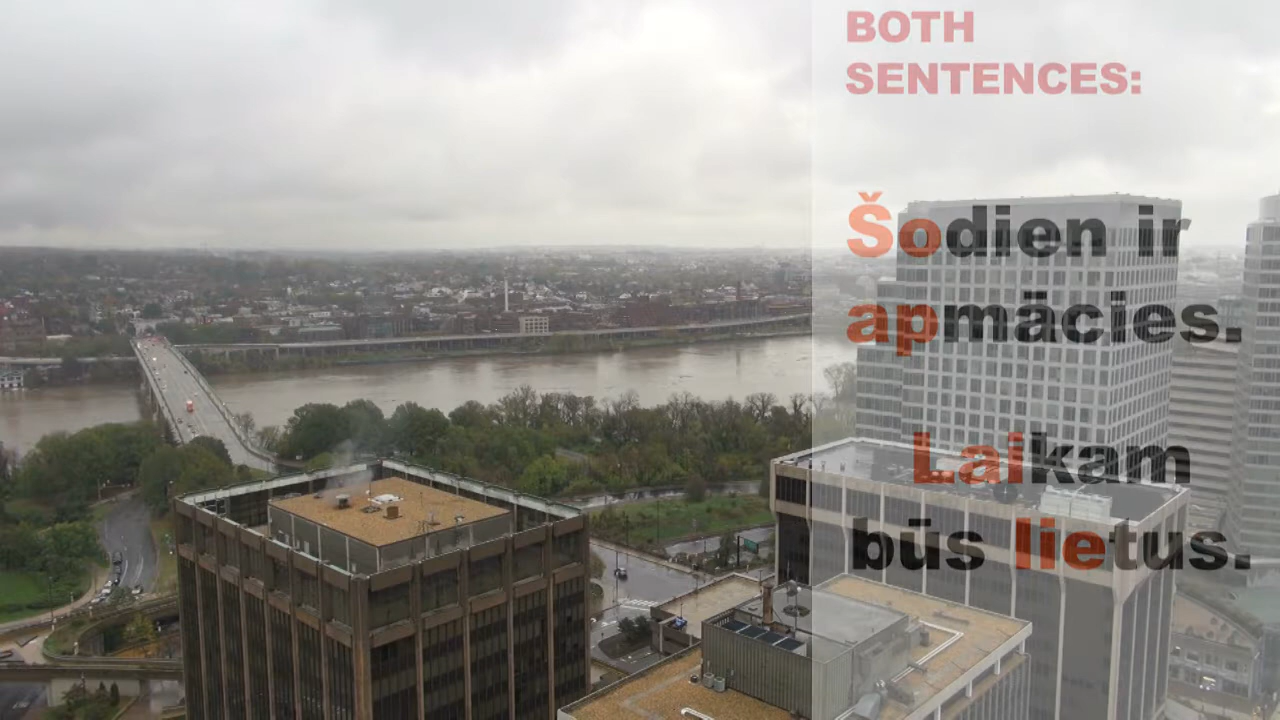 BOTH
SENTENCES:
Šodien ir
apmācies.
Laikam
būs lietus.